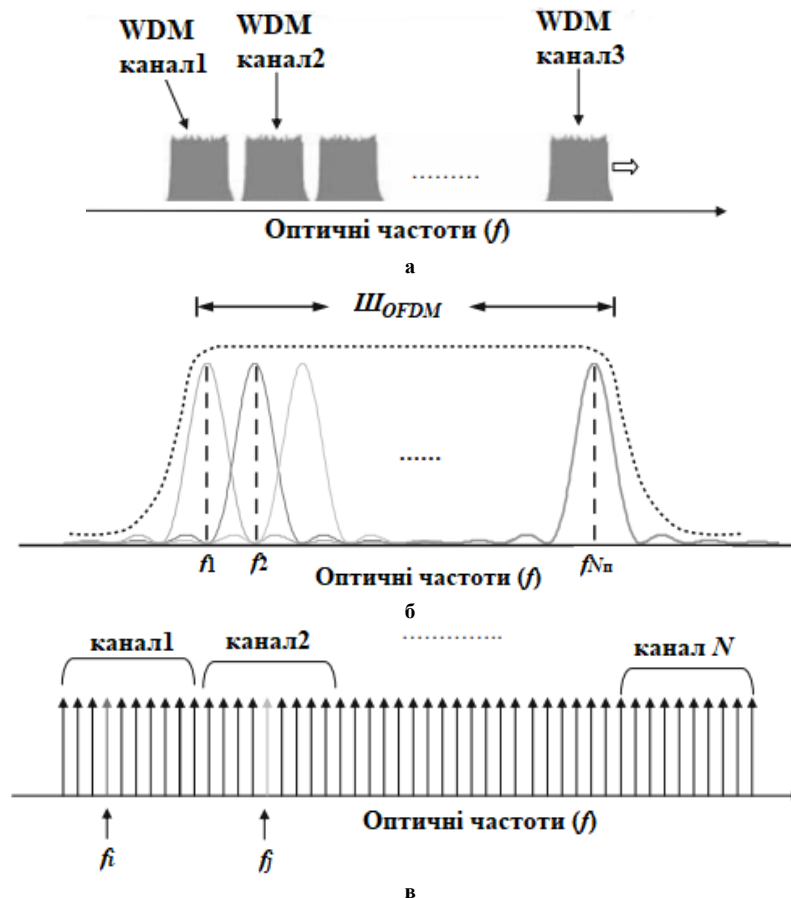 WDM
канал1
WDM
канал2
WDM
канал3
.........
Оптичні частоти (f)
а
Ш_OFDM
......
f1 f2 fNп
Оптичні частоти (f)
б
..............
канал1 канал2 канал N
Оптичні частоти (f)
fi fj
в